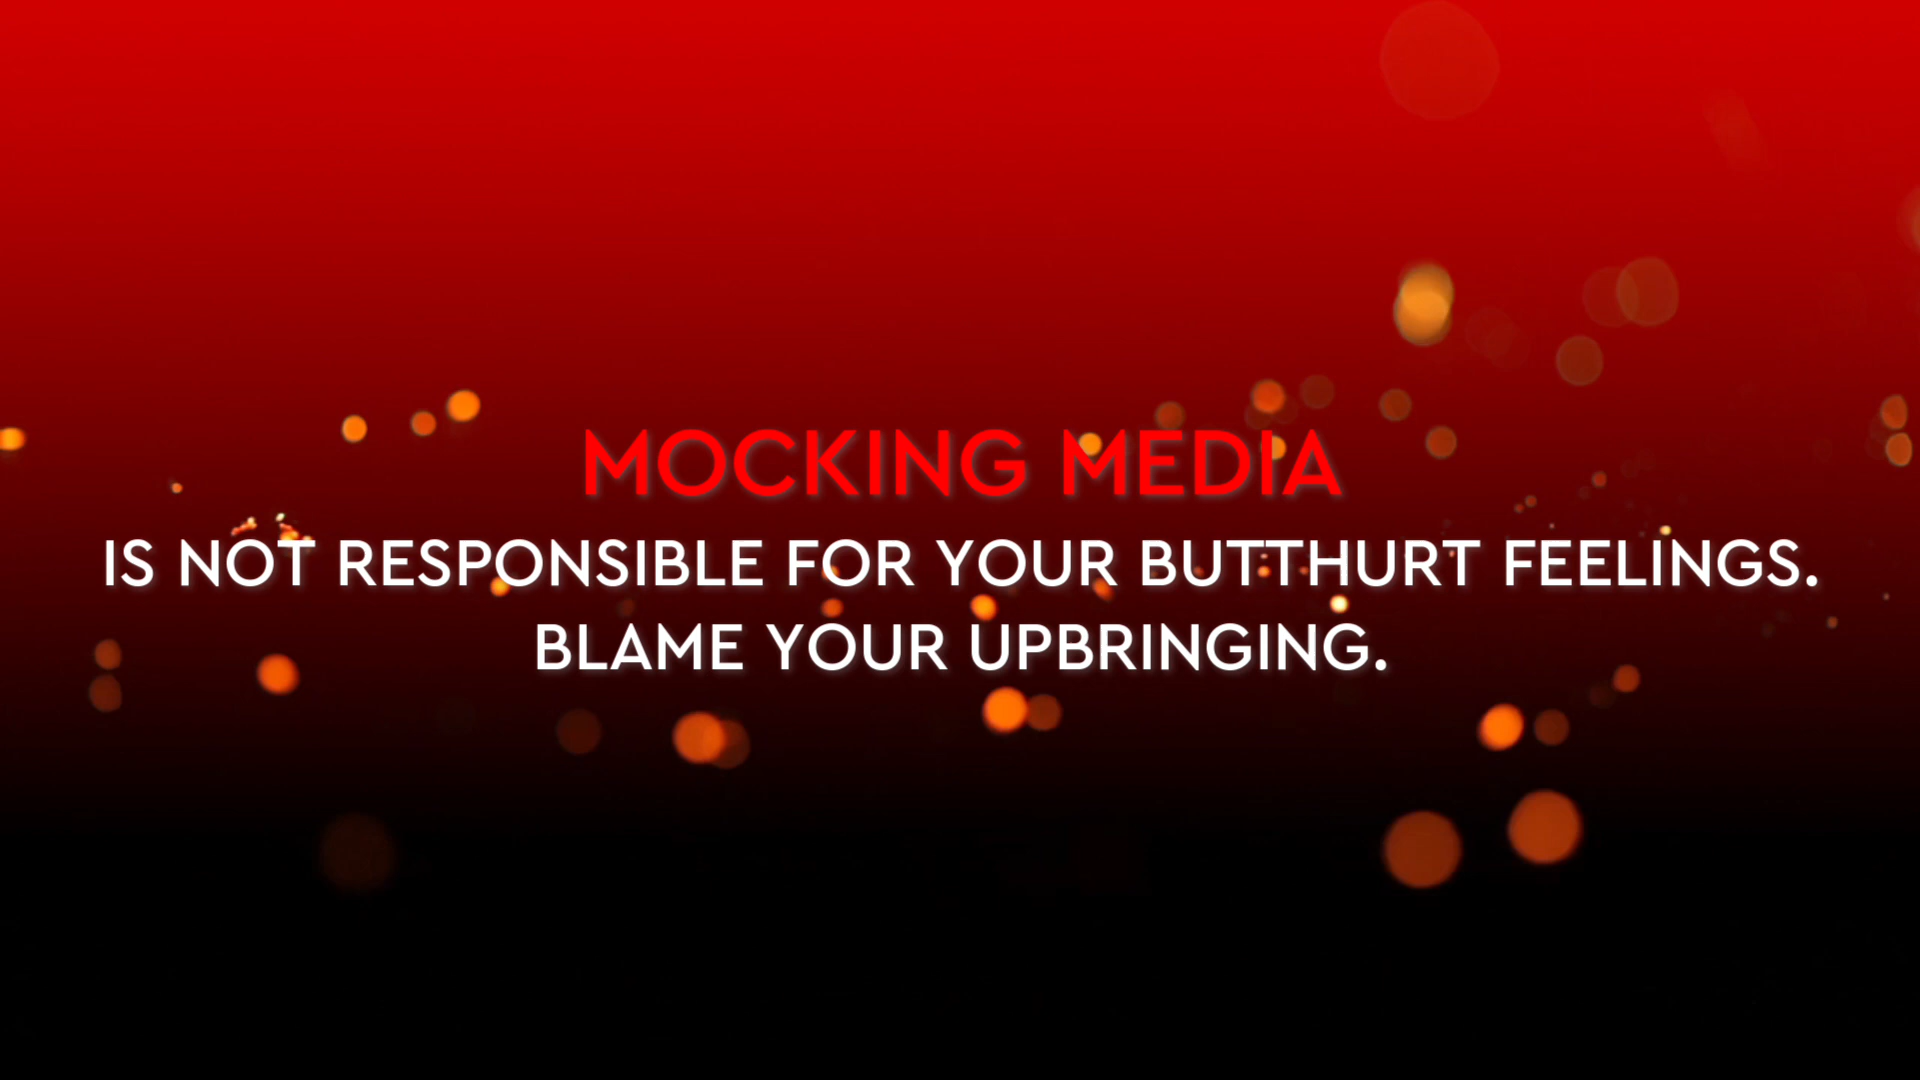 MOCKING MEDIA
IS NOT RESPONSIBLE FOR YOUR BUTTHURT FEELINGS.
BLAME YOUR UPBRINGING.